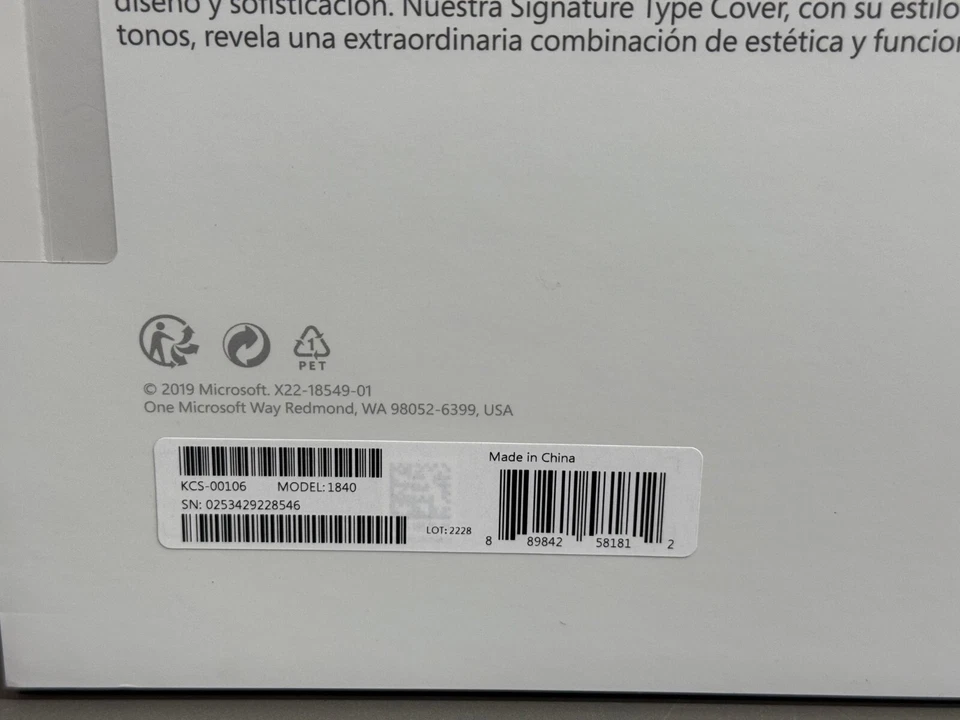 diseño y sofisticación. Nuestra Signature Type Cover, con su estilo
tonos, revela una extraordinaria combinación de estética y funcion
1
PET
© 2019 Microsoft. X22-18549-01
One Microsoft Way Redmond, WA 98052-6399, USA
KCS-00106 MODEL: 1840
SN: 0253429228546
LOT: 2228
Made in China
8 89842 58181 2